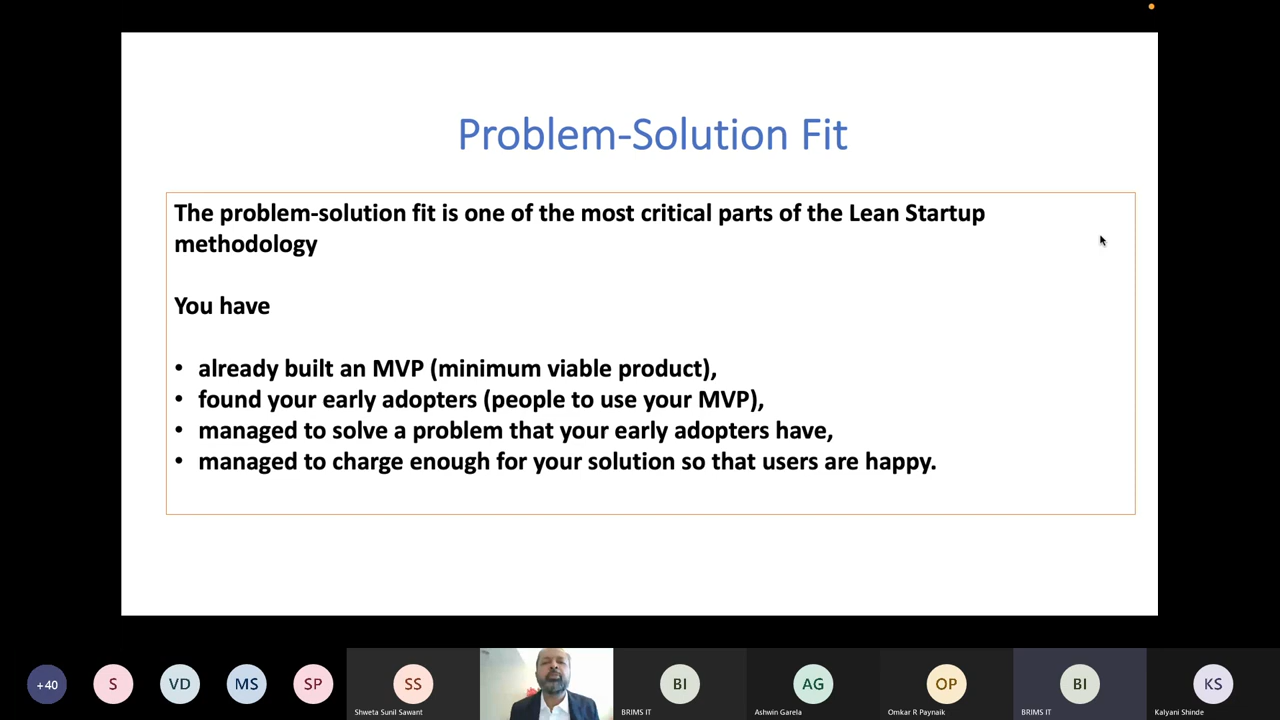 Problem-Solution Fit
The problem-solution fit is one of the most critical parts of the Lean Startup
methodology
You have
• already built an MVP (minimum viable product),
• found your early adopters (people to use your MVP),
• managed to solve a problem that your early adopters have,
• managed to charge enough for your solution so that users are happy.
+40
S
VD
MS
SP
SS
BI
AG
OP
BI
KS
Shweta Sunil Sawant
BRIMS IT
Ashwin Garela
Omkar R Paynaik
BRIMS IT
Kalyani Shinde